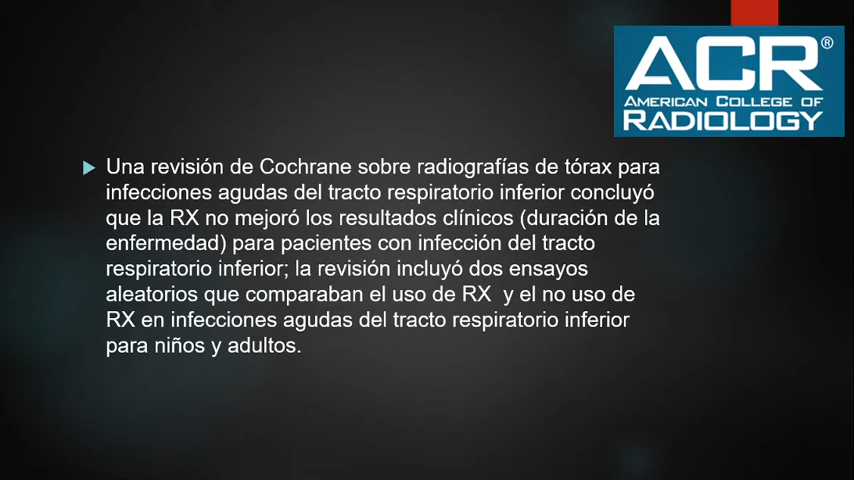 ACR®
AMERICAN COLLEGE OF
RADIOLOGY
Una revisión de Cochrane sobre radiografías de tórax para
infecciones agudas del tracto respiratorio inferior concluyó
que la RX no mejoró los resultados clínicos (duración de la
enfermedad) para pacientes con infección del tracto
respiratorio inferior; la revisión incluyó dos ensayos
aleatorios que comparaban el uso de RX  y el no uso de
RX en infecciones agudas del tracto respiratorio inferior
para niños y adultos.